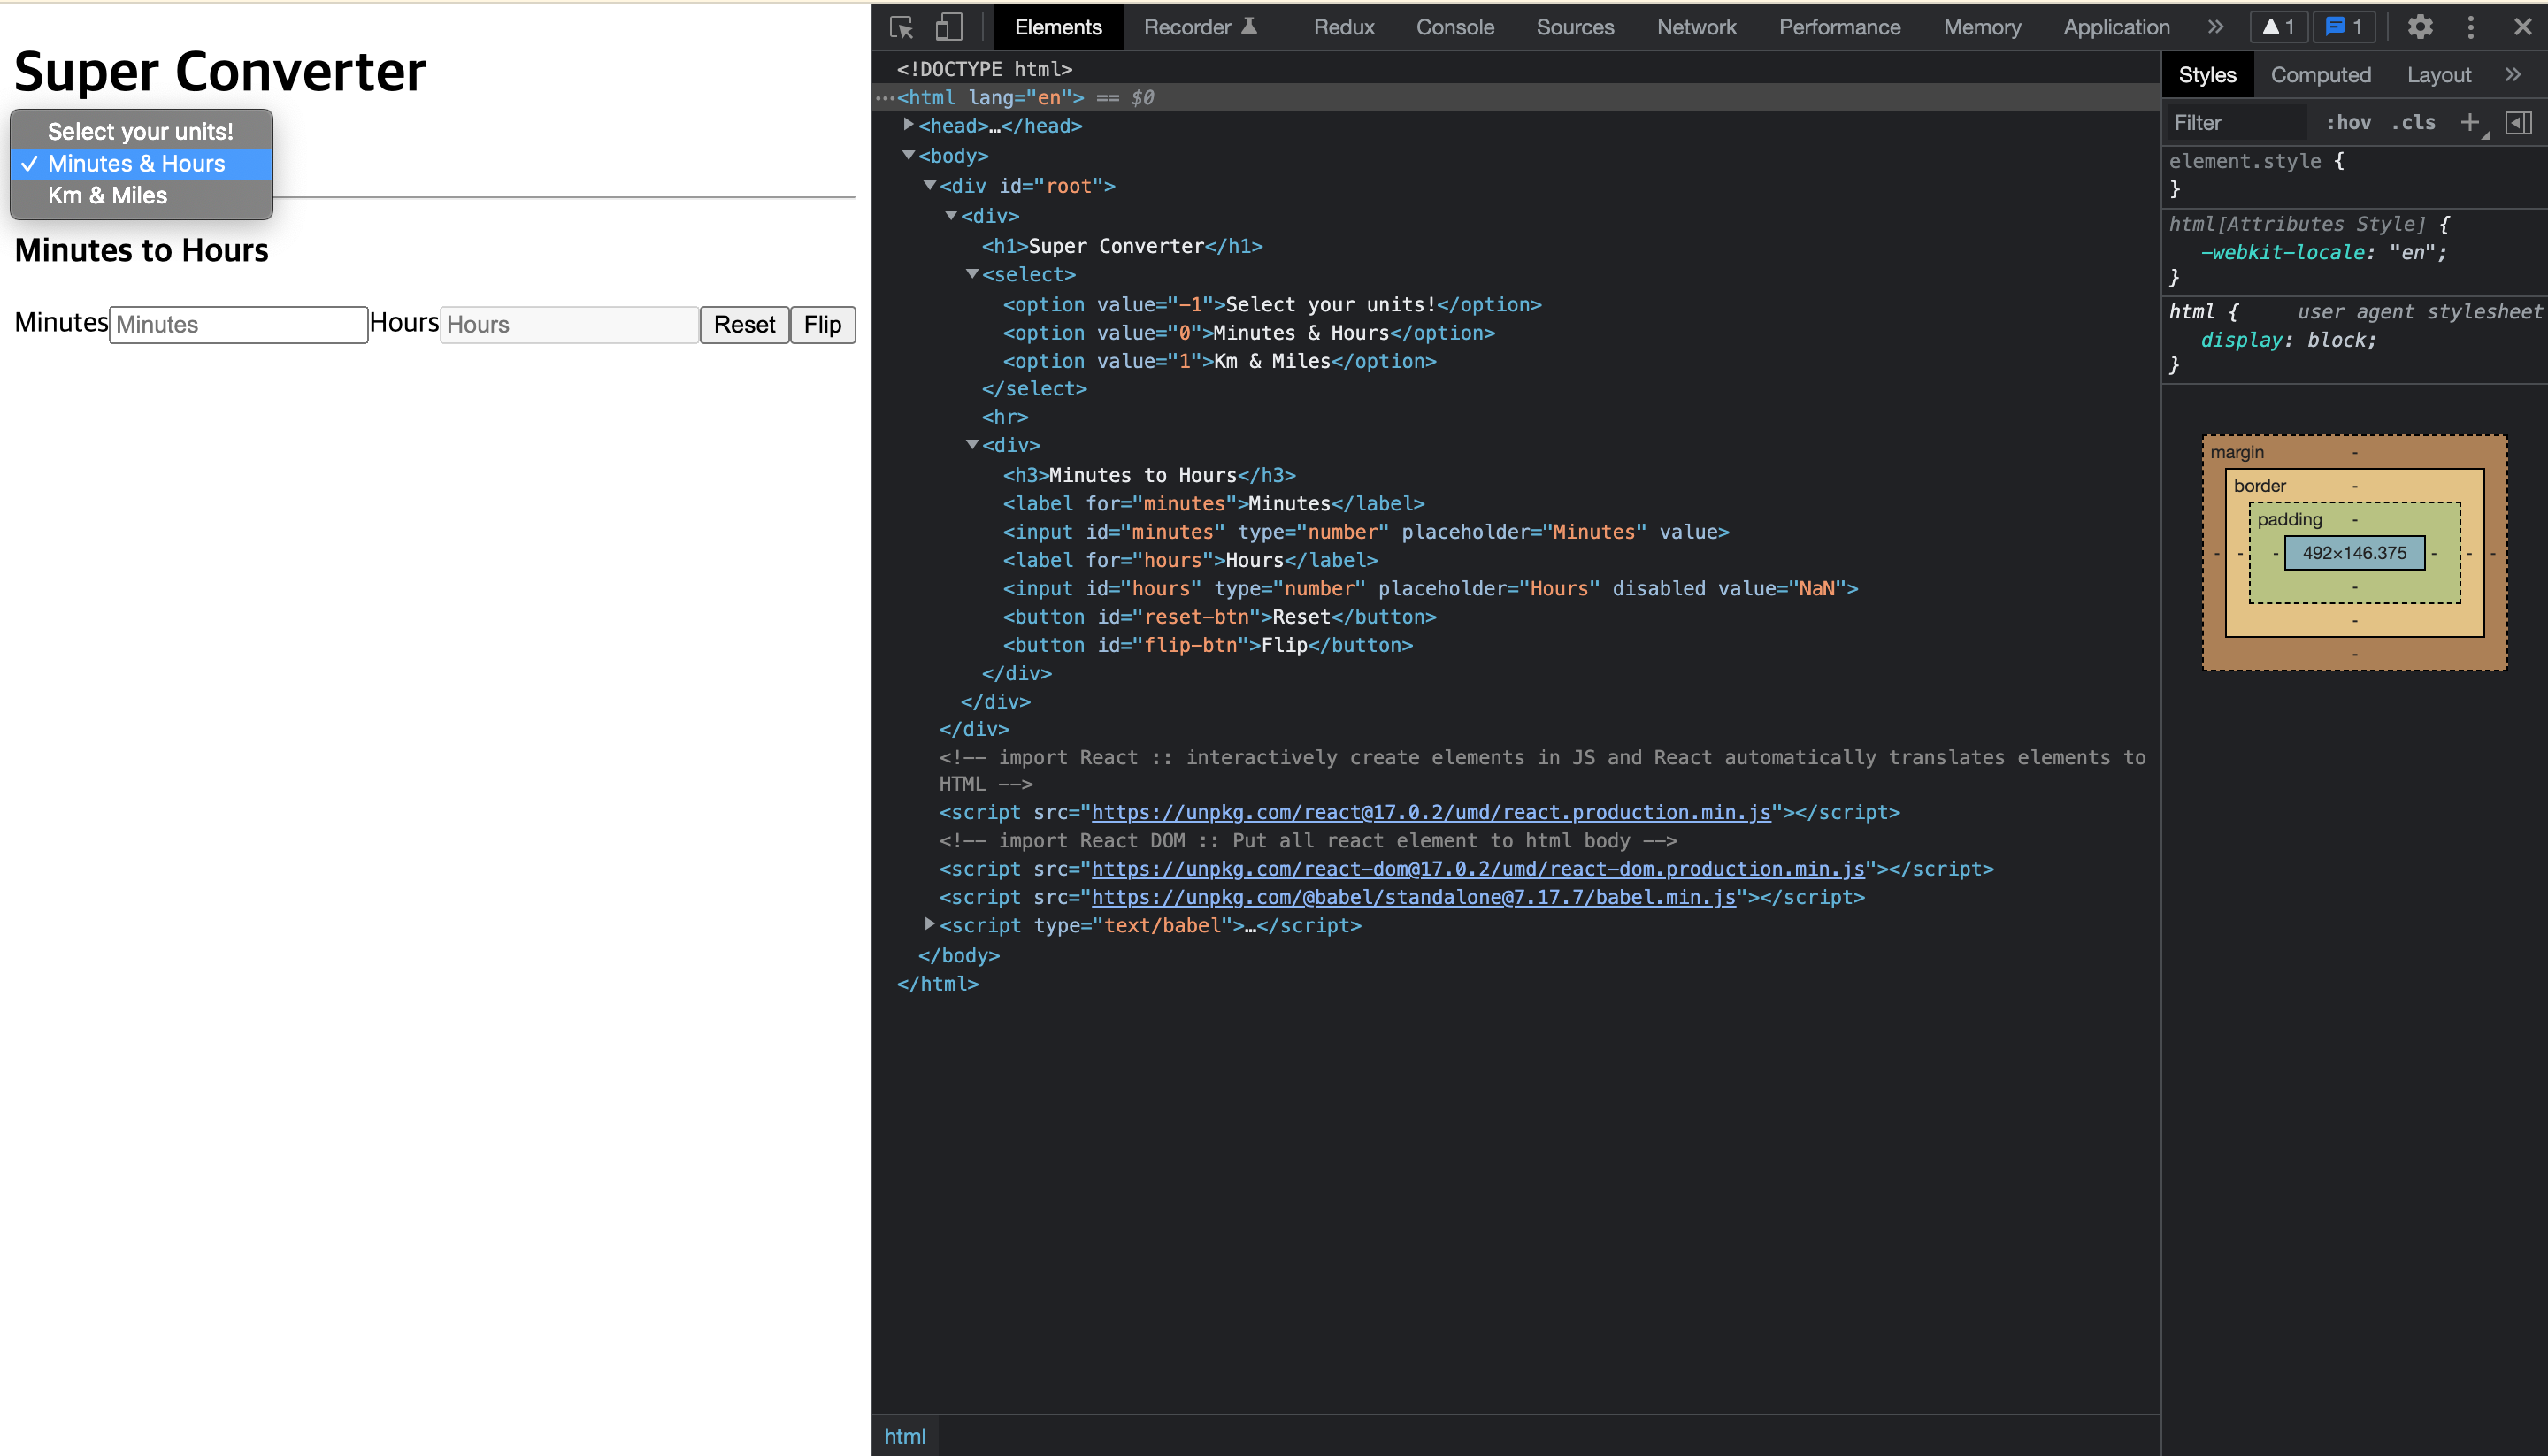 Super Converter
Select your units!
✓ Minutes & Hours
Km & Miles
Minutes to Hours
Minutes Minutes Hours Hours Reset Flip
Elements Recorder Redux Console Sources Network Performance Memory Application » 1 1
<!DOCTYPE html>
…<html lang="en"> == $0
<head>…</head>
<body>
<div id="root">
<div>
<h1>Super Converter</h1>
<select>
<option value="-1">Select your units!</option>
<option value="0">Minutes & Hours</option>
<option value="1">Km & Miles</option>
</select>
<hr>
<div>
<h3>Minutes to Hours</h3>
<label for="minutes">Minutes</label>
<input id="minutes" type="number" placeholder="Minutes" value>
<label for="hours">Hours</label>
<input id="hours" type="number" placeholder="Hours" disabled value="NaN">
<button id="reset-btn">Reset</button>
<button id="flip-btn">Flip</button>
</div>
</div>
</div>
<!-- import React :: interactively create elements in JS and React automatically translates elements to
HTML -->
<script src="https://unpkg.com/react@17.0.2/umd/react.production.min.js"></script>
<!-- import React DOM :: Put all react element to html body -->
<script src="https://unpkg.com/react-dom@17.0.2/umd/react-dom.production.min.js"></script>
<script src="https://unpkg.com/@babel/standalone@7.17.7/babel.min.js"></script>
<script type="text/babel">…</script>
</body>
</html>
html
Styles Computed Layout »
Filter :hov .cls +
element.style {
}
html[Attributes Style] {
-webkit-locale: "en";
}
html { user agent stylesheet
display: block;
}
margin -
border -
padding -
- - - 492×146.375 - - -
-
-
-